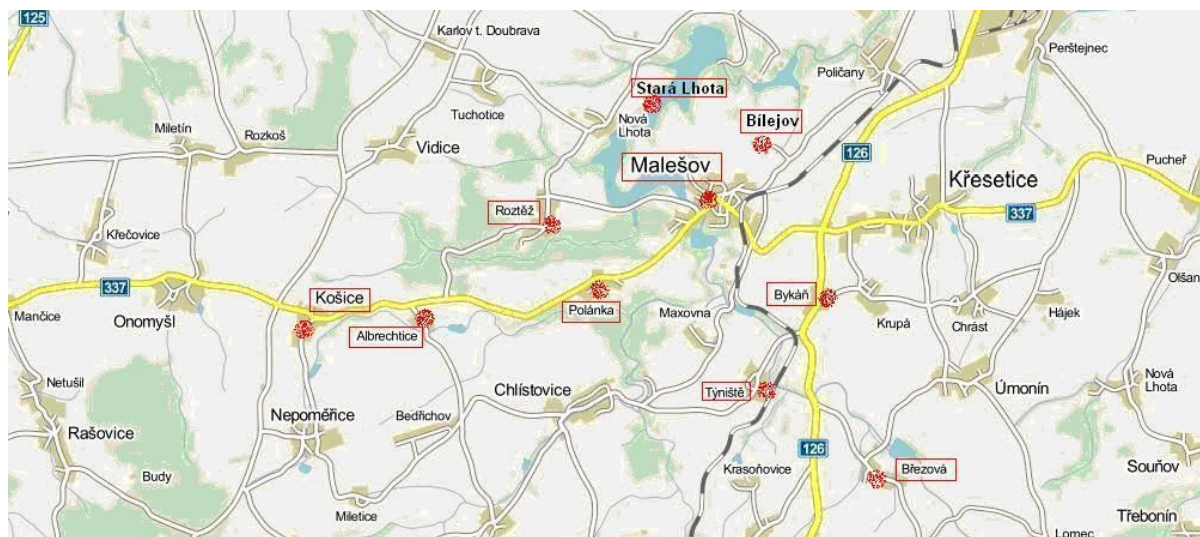 125
Karlov t. Doubrava
Perštejnec
Poličany
Stará Lhota
Tuchotice
Nová
Lhota
Bílejov
Miletín
Rozkoš
Vidice
126
Malešov
Pucheř
Křesetice
Roztěž
337
Křečovice
Olšan
337
Košice
Bykáň
Mančice
Onomyšl
Polánka
Maxovna
Krupá
Chrást
Hájek
Albrechtice
Netušil
Chlístovice
Týniště
Úmonín
Nová
Lhota
Nepoměřice
Bedřichov
Rašovice
126
Budy
Krasoňovice
Březová
Souňov
Miletice
Třebonín
Lomec